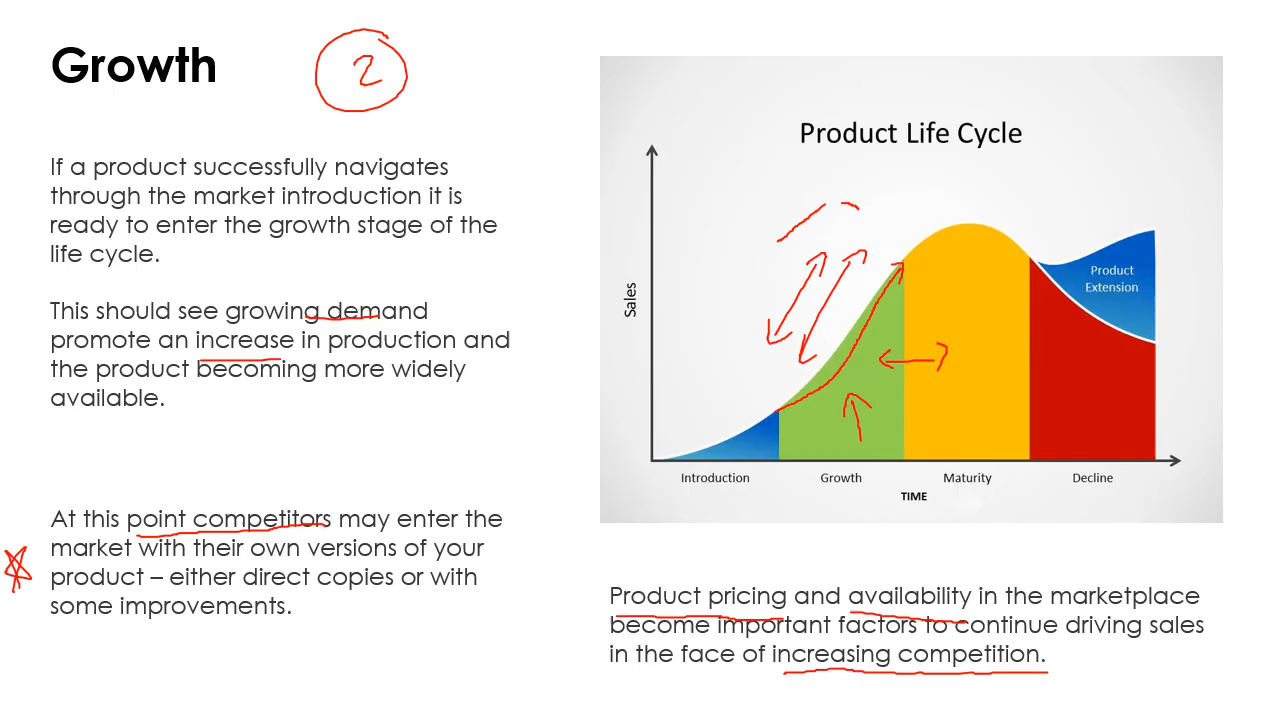 Growth
2
If a product successfully navigates
through the market introduction it is
ready to enter the growth stage of the
life cycle.
This should see growing demand
promote an increase in production and
the product becoming more widely
available.
At this point competitors may enter the
market with their own versions of your
product – either direct copies or with
some improvements.
Product Life Cycle
Sales
Product
Extension
Introduction
Growth
Maturity
Decline
TIME
Product pricing and availability in the marketplace
become important factors to continue driving sales
in the face of increasing competition.